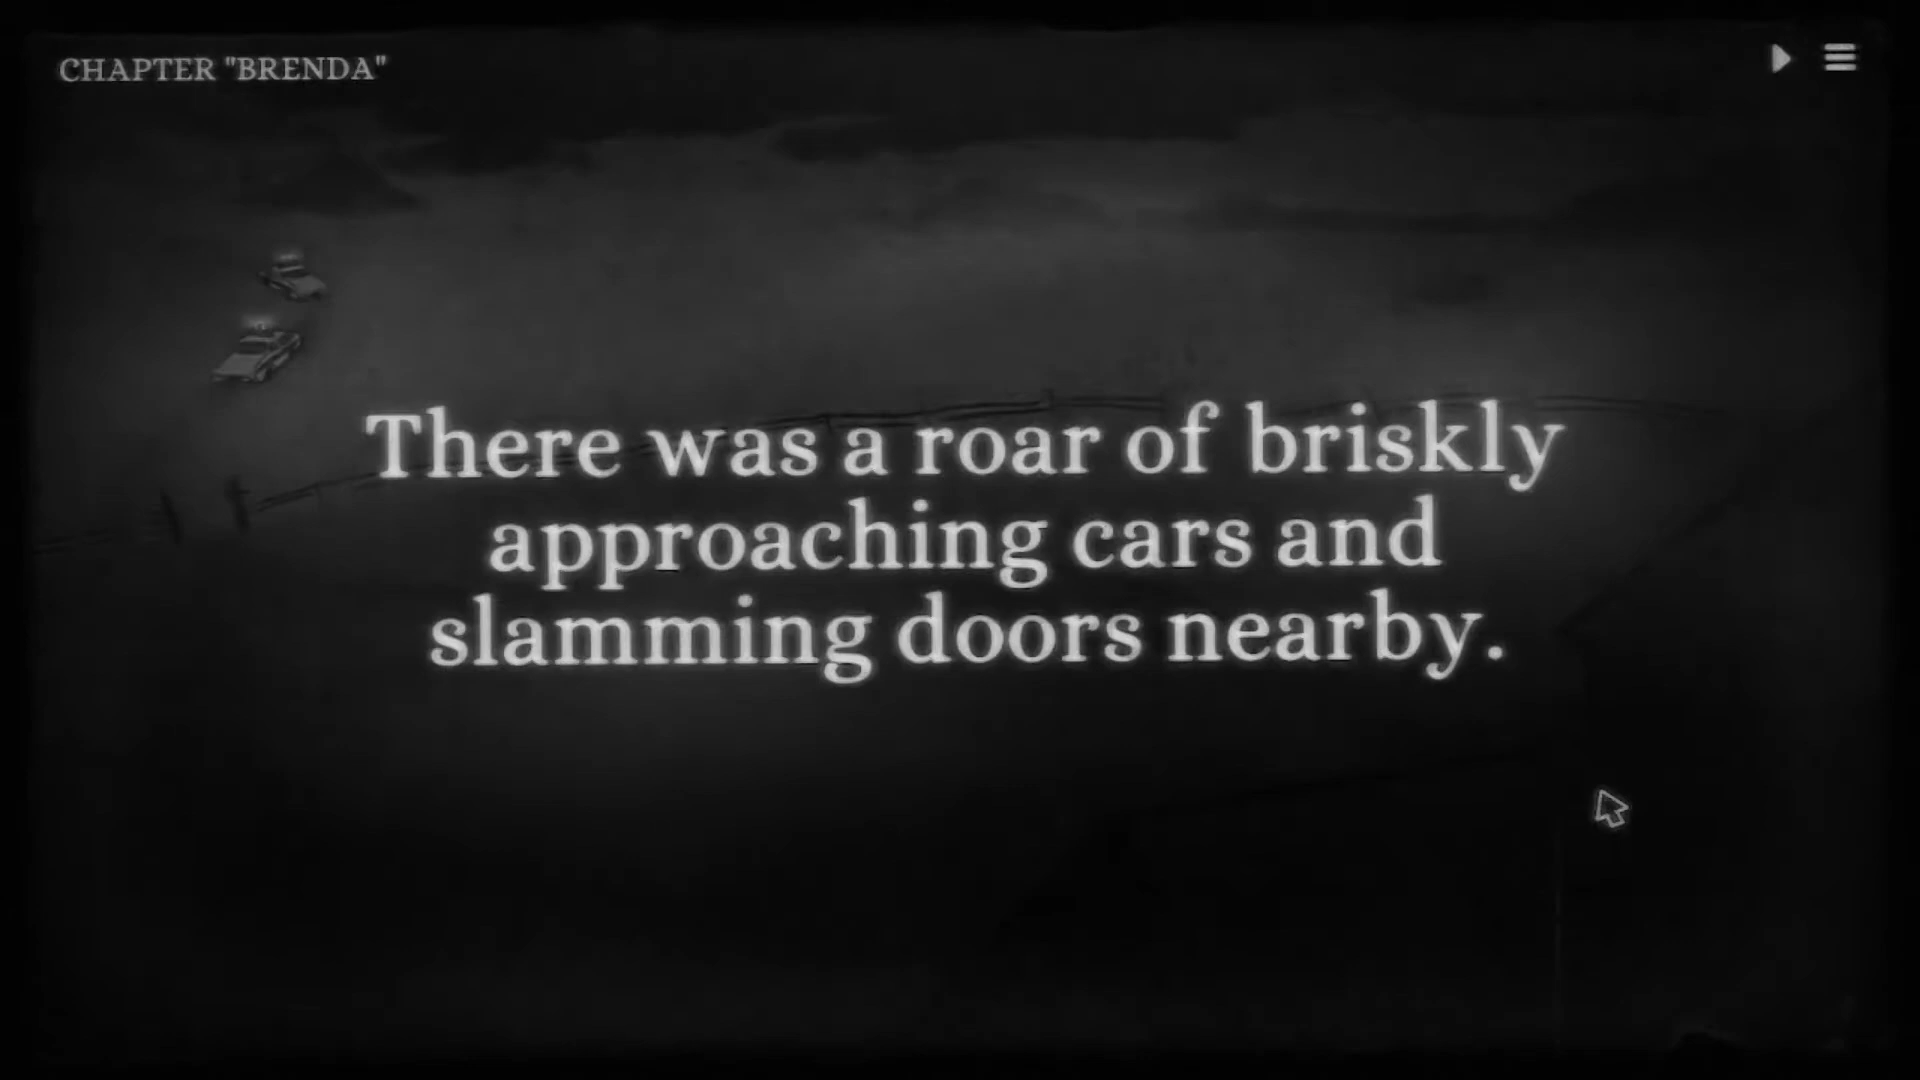 CHAPTER "BRENDA"
There was a roar of briskly
approaching cars and
slamming doors nearby.